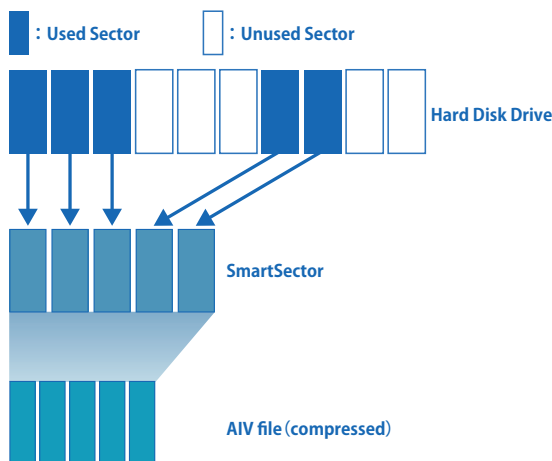 : Used Sector
: Unused Sector
Hard Disk Drive
SmartSector
AIV file (compressed)